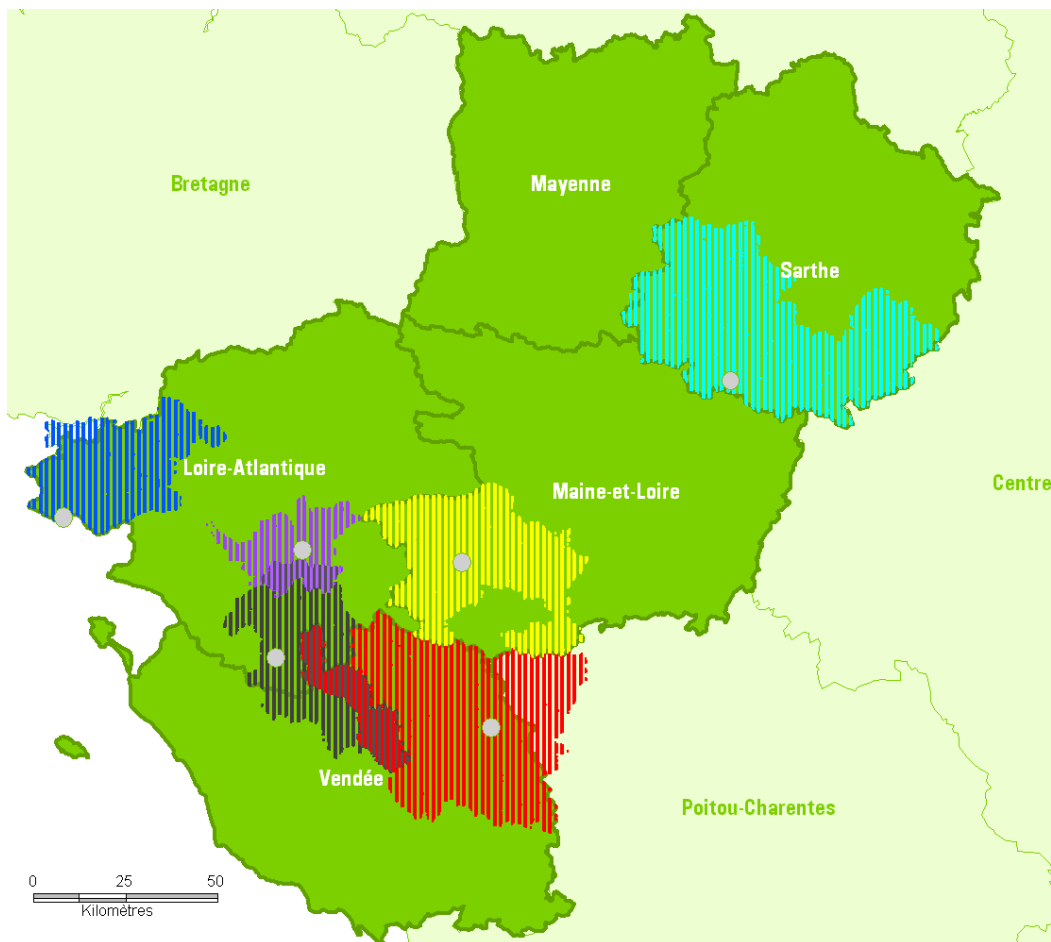 Bretagne
Mayenne
Sarthe
Loire-Atlantique
Maine-et-Loire
Centre
Vendée
Poitou-Charentes
0 25 50
Kilomètres